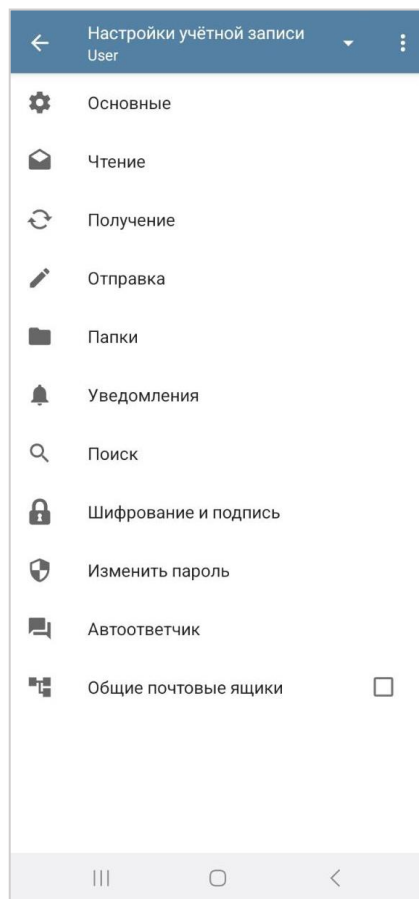 Настройки учётной записи
User
Основные
Чтение
Получение
Отправка
Папки
Уведомления
Поиск
Шифрование и подпись
Изменить пароль
Автоответчик
Общие почтовые ящики